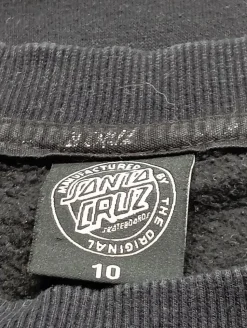 MANUFACTURED BY THE ORIGINAL
SANTA
CRUZ
SKATEBOARDS
10